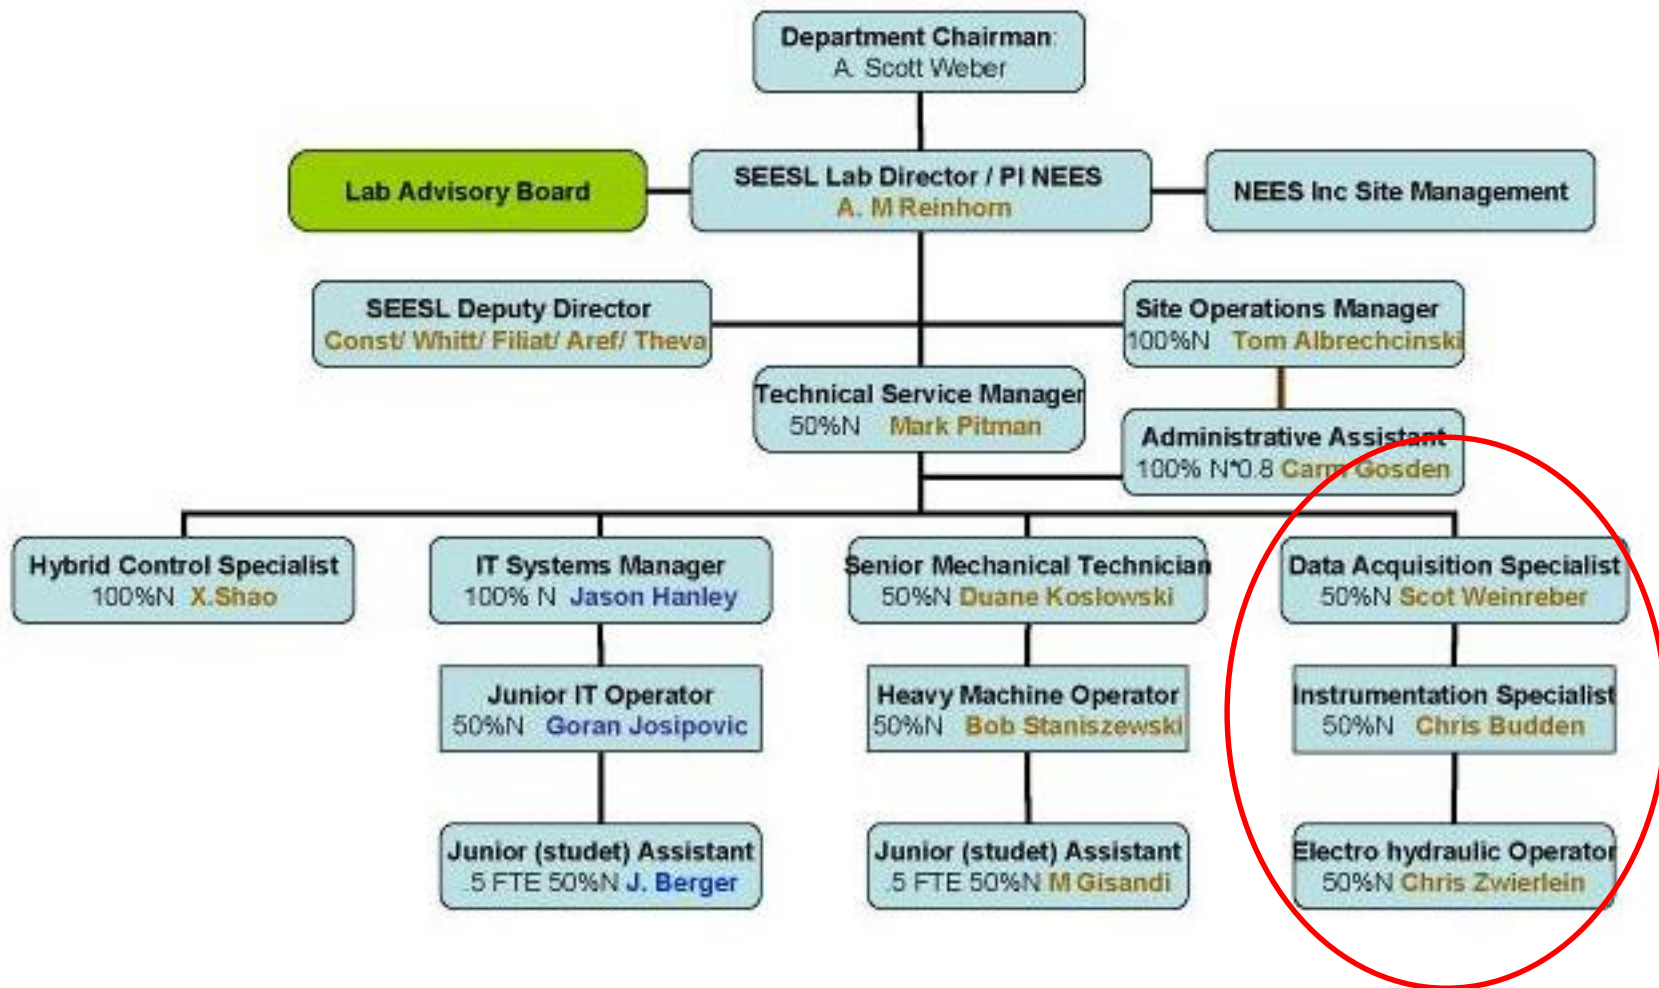 Department Chairman:
A. Scott Weber
Lab Advisory Board
SEESL Lab Director / PI NEES
A. M Reinhorn
NEES Inc Site Management
SEESL Deputy Director
Const/ Whitt/ Filiat/ Aref/ Theva
Site Operations Manager
100%N Tom Albrechcinski
Technical Service Manager
50%N Mark Pitman
Administrative Assistant
100% N*0.8 Carm Gosden
Hybrid Control Specialist
100%N X.Shao
IT Systems Manager
100% N Jason Hanley
Senior Mechanical Technician
50%N Duane Koslowski
Data Acquisition Specialist
50%N Scot Weinreber
Junior IT Operator
50%N Goran Josipovic
Heavy Machine Operator
50%N Bob Staniszewski
Instrumentation Specialist
50%N Chris Budden
Junior (studet) Assistant
.5 FTE 50%N J. Berger
Junior (studet) Assistant
.5 FTE 50%N M Gisandi
Electro hydraulic Operator
50%N Chris Zwierlein